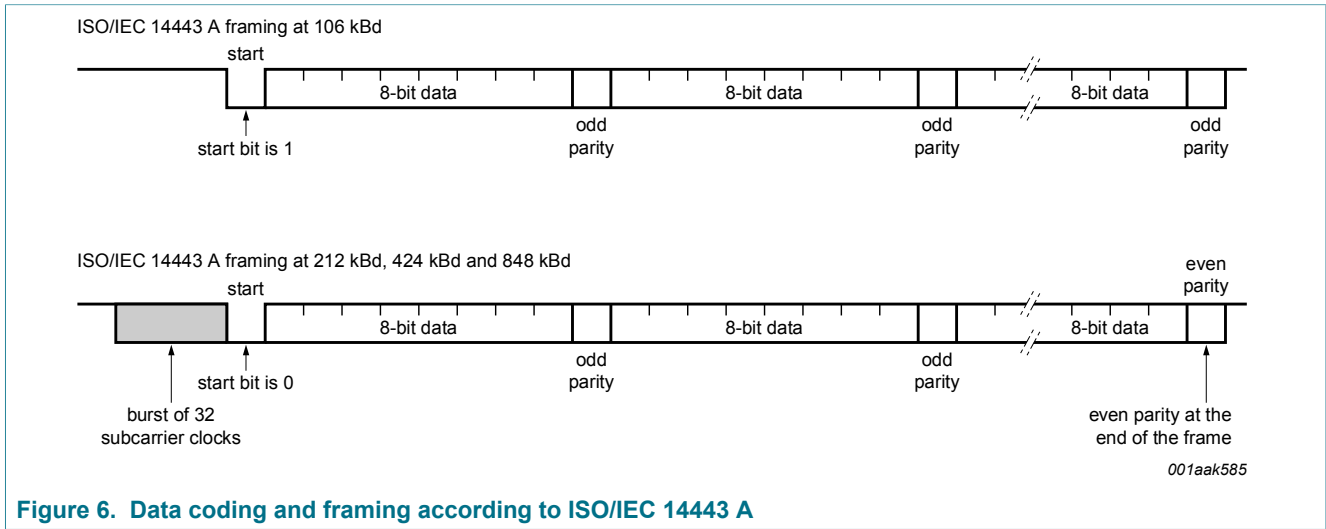 ISO/IEC 14443 A framing at 106 kBd
start
8-bit data
8-bit data
8-bit data
odd
parity
odd
parity
odd
parity
start bit is 1
ISO/IEC 14443 A framing at 212 kBd, 424 kBd and 848 kBd
even
parity
start
8-bit data
8-bit data
8-bit data
odd
parity
odd
parity
start bit is 0
burst of 32
subcarrier clocks
even parity at the
end of the frame
001aak585
Figure 6. Data coding and framing according to ISO/IEC 14443 A